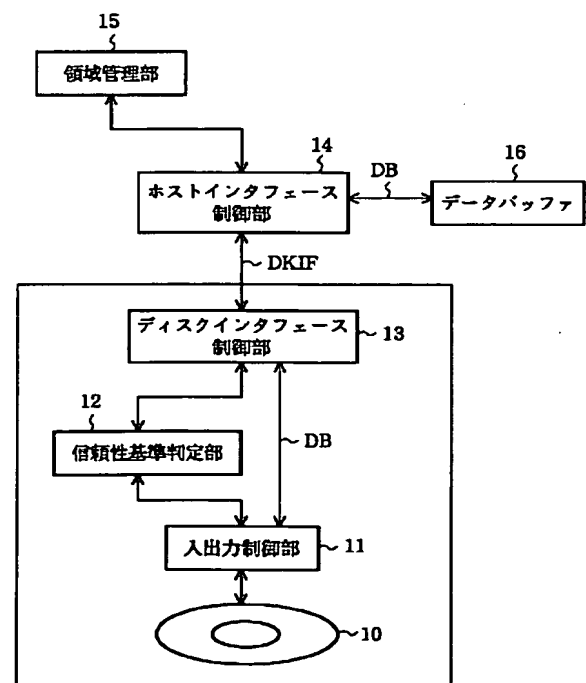 15
領域管理部
14
ホストインタフェース
制御部
DB
16
データバッファ
DKIF
ディスクインタフェース
制御部
13
12
信頼性基準判定部
DB
入出力制御部
11
10